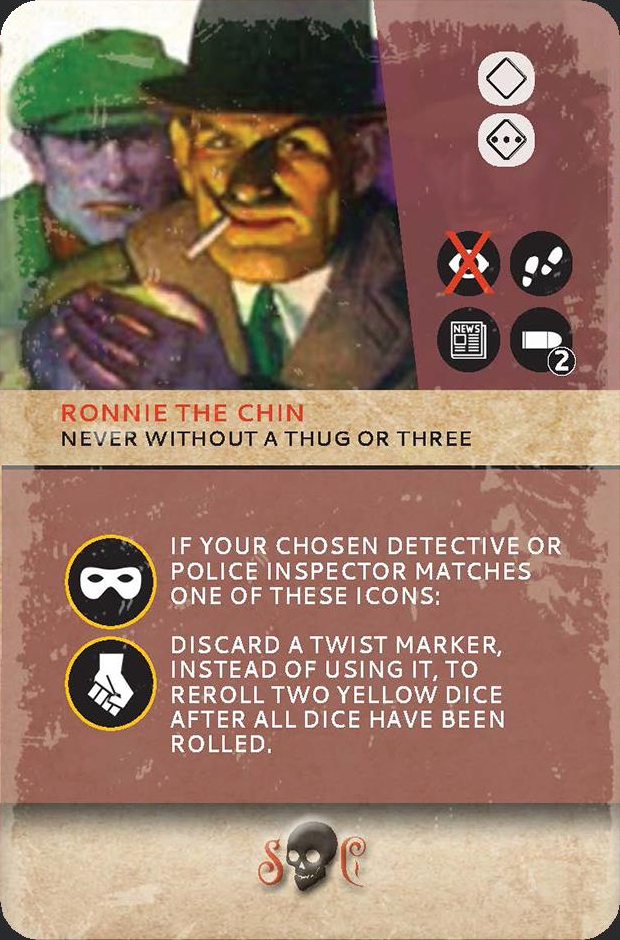 NEWS
2
RONNIE THE CHIN
NEVER WITHOUT A THUG OR THREE
IF YOUR CHOSEN DETECTIVE OR
POLICE INSPECTOR MATCHES
ONE OF THESE ICONS:
DISCARD A TWIST MARKER,
INSTEAD OF USING IT, TO
REROLL TWO YELLOW DICE
AFTER ALL DICE HAVE BEEN
ROLLED.
S C